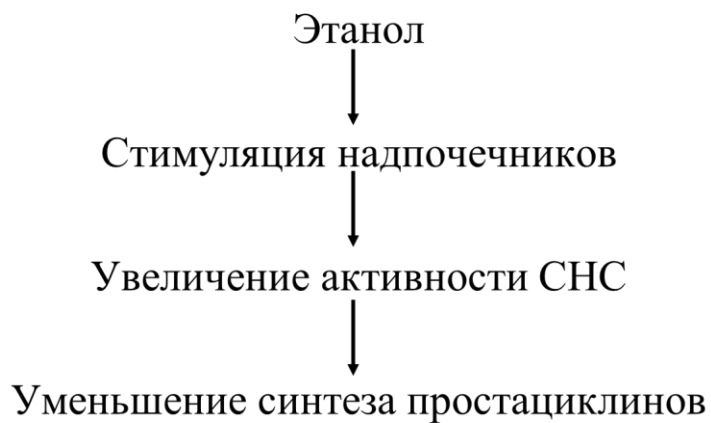 Этанол
Стимуляция надпочечников
Увеличение активности СНС
Уменьшение синтеза простациклинов